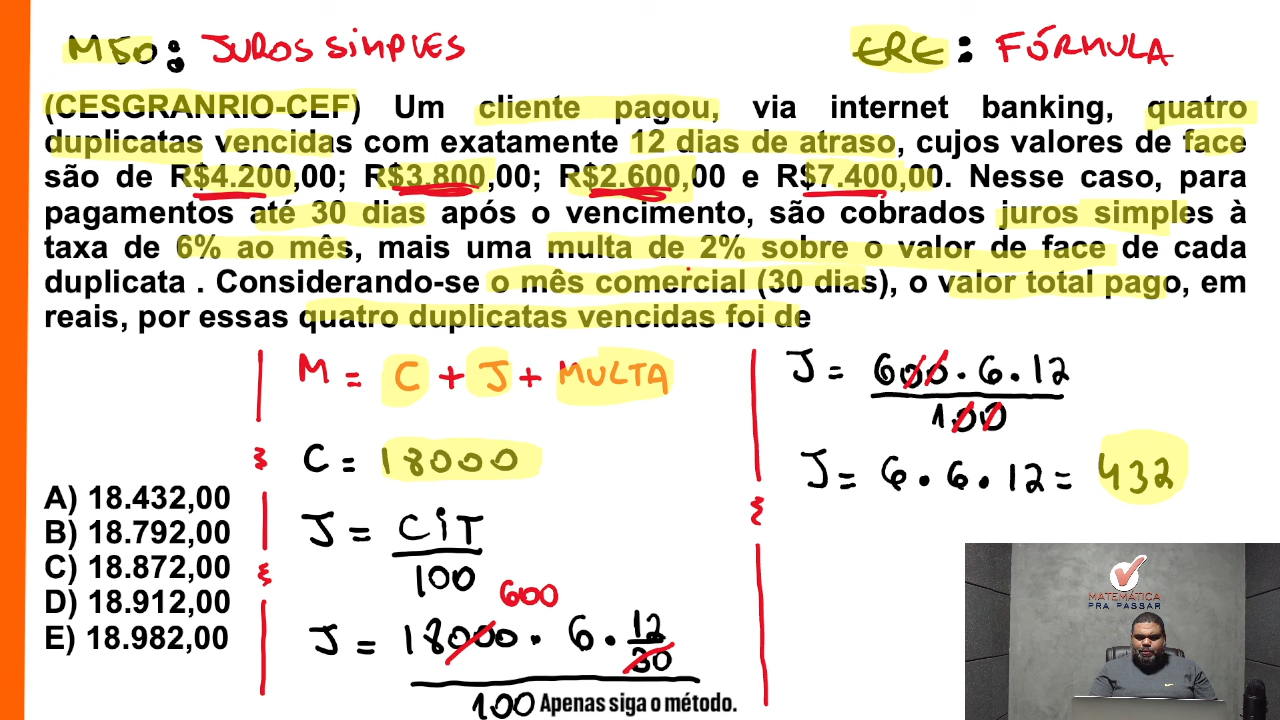 M50: JUROS SIMPLES
CRE: FÓRMULA
(CESGRANRIO-CEF) Um cliente pagou, via internet banking, quatro
duplicatas vencidas com exatamente 12 dias de atraso, cujos valores de face
são de R$4.200,00; R$3.800,00; R$2.600,00 e R$7.400,00. Nesse caso, para
pagamentos até 30 dias após o vencimento, são cobrados juros simples à
taxa de 6% ao mês, mais uma multa de 2% sobre o valor de face de cada
duplicata . Considerando-se o mês comercial (30 dias), o valor total pago, em
reais, por essas quatro duplicatas vencidas foi de
A) 18.432,00
B) 18.792,00
C) 18.872,00
D) 18.912,00
E) 18.982,00
M = C + J + MULTA
C = 18000
J = CiT
100
600
J = 18000 . 6 . 12
30
100
J = 600 . 6 . 12
100
J = 6 . 6 . 12 = 432
Apenas siga o método.
MATEMÁTICA
PRA PASSAR